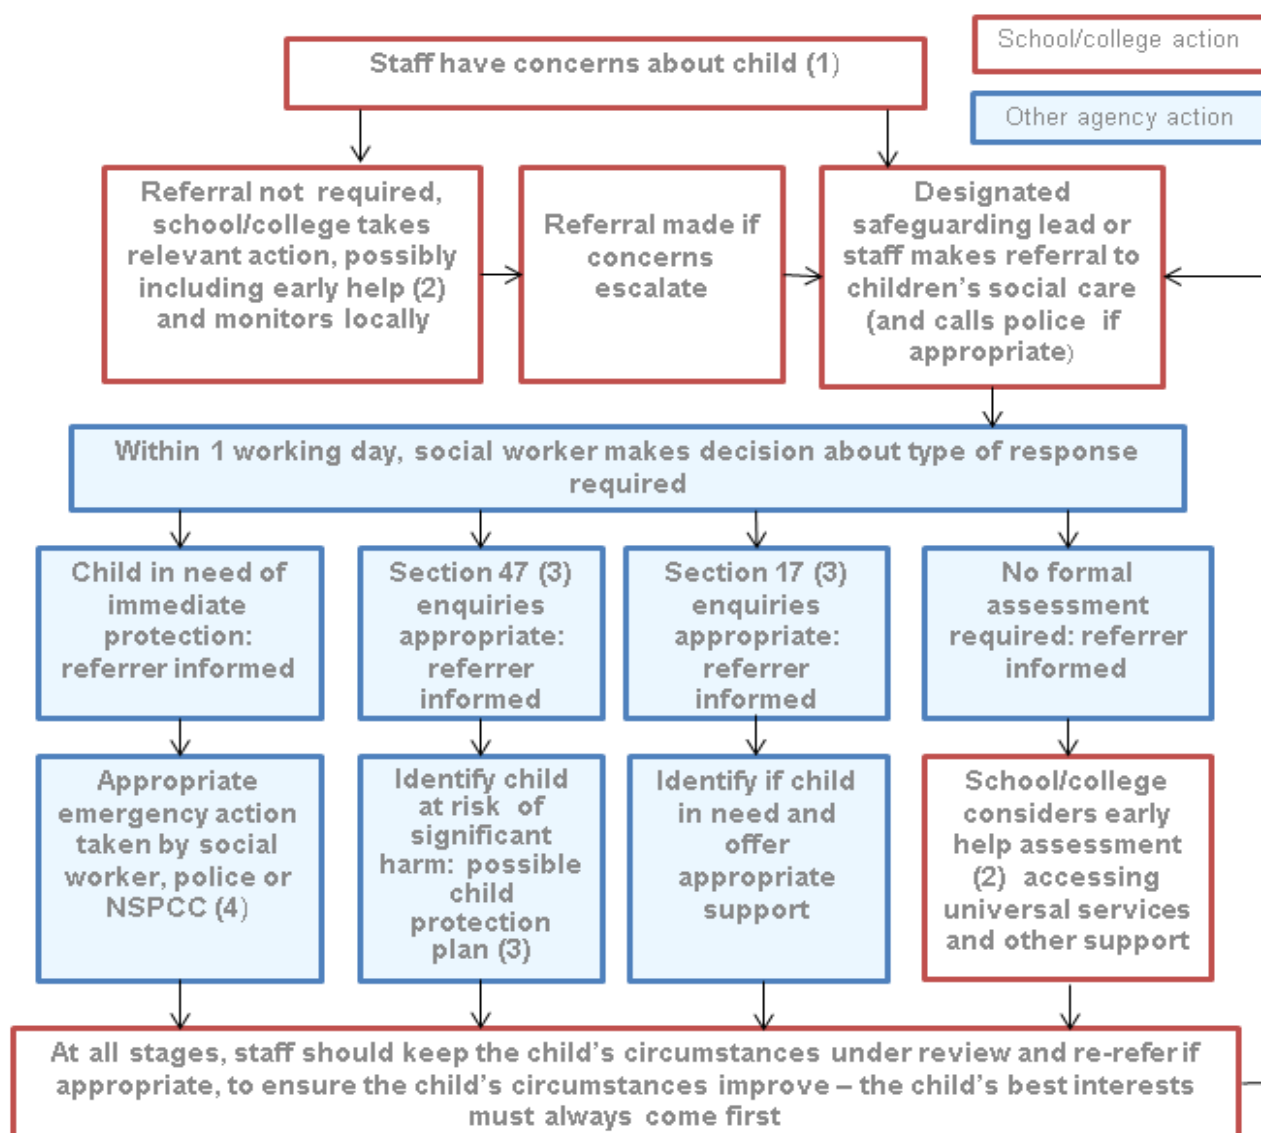 School/college action
Other agency action
Staff have concerns about child (1)
Referral not required,
school/college takes
relevant action, possibly
including early help (2)
and monitors locally
Referral made if
concerns
escalate
Designated
safeguarding lead or
staff makes referral to
children's social care
(and calls police if
appropriate)
Within 1 working day, social worker makes decision about type of response
required
Child in need of
immediate
protection:
referrer informed
Section 47 (3)
enquiries
appropriate:
referrer
informed
Section 17 (3)
enquiries
appropriate:
referrer
informed
No formal
assessment
required: referrer
informed
Appropriate
emergency action
taken by social
worker, police or
NSPCC (4)
Identify child
at risk of
significant
harm: possible
child
protection
plan (3)
Identify if child
in need and
offer
appropriate
support
School/college
considers early
help assessment
(2) accessing
universal services
and other support
At all stages, staff should keep the child's circumstances under review and re-refer if
appropriate, to ensure the child's circumstances improve – the child's best interests
must always come first